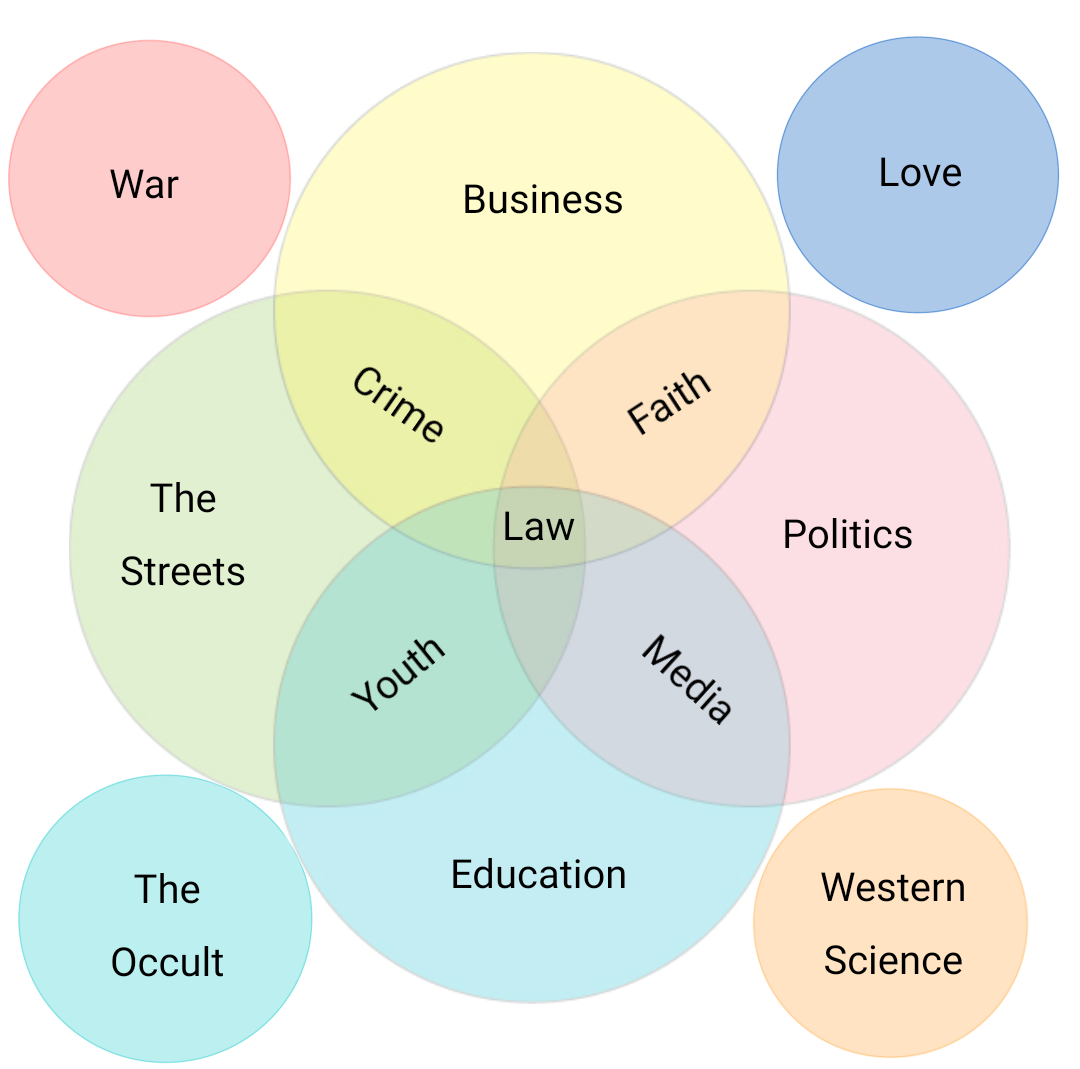 War
Business
Love
Crime
Faith
The
Streets
Law
Politics
Youth
Media
Education
The
Occult
Western
Science